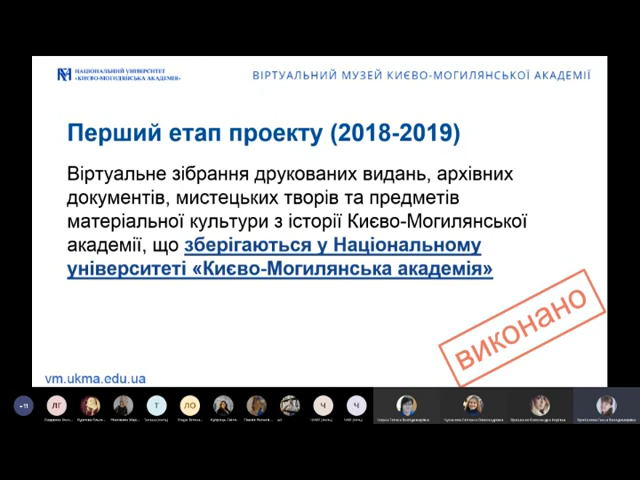 НАЦІОНАЛЬНИЙ УНІВЕРСИТЕТ
«КИЄВО-МОГИЛЯНСЬКА АКАДЕМІЯ»
ВІРТУАЛЬНИЙ МУЗЕЙ КИЄВО-МОГИЛЯНСЬКОЇ АКАДЕМІЇ
Перший етап проекту (2018-2019)
Віртуальне зібрання друкованих видань, архівних
документів, мистецьких творів та предметів
матеріальної культури з історії Києво-Могилянської
академії, що зберігаються у Національному
університеті «Києво-Могилянська академія»
виконано
vm.ukma.edu.ua
+11 ЛГ Т ЛО Ч Ч